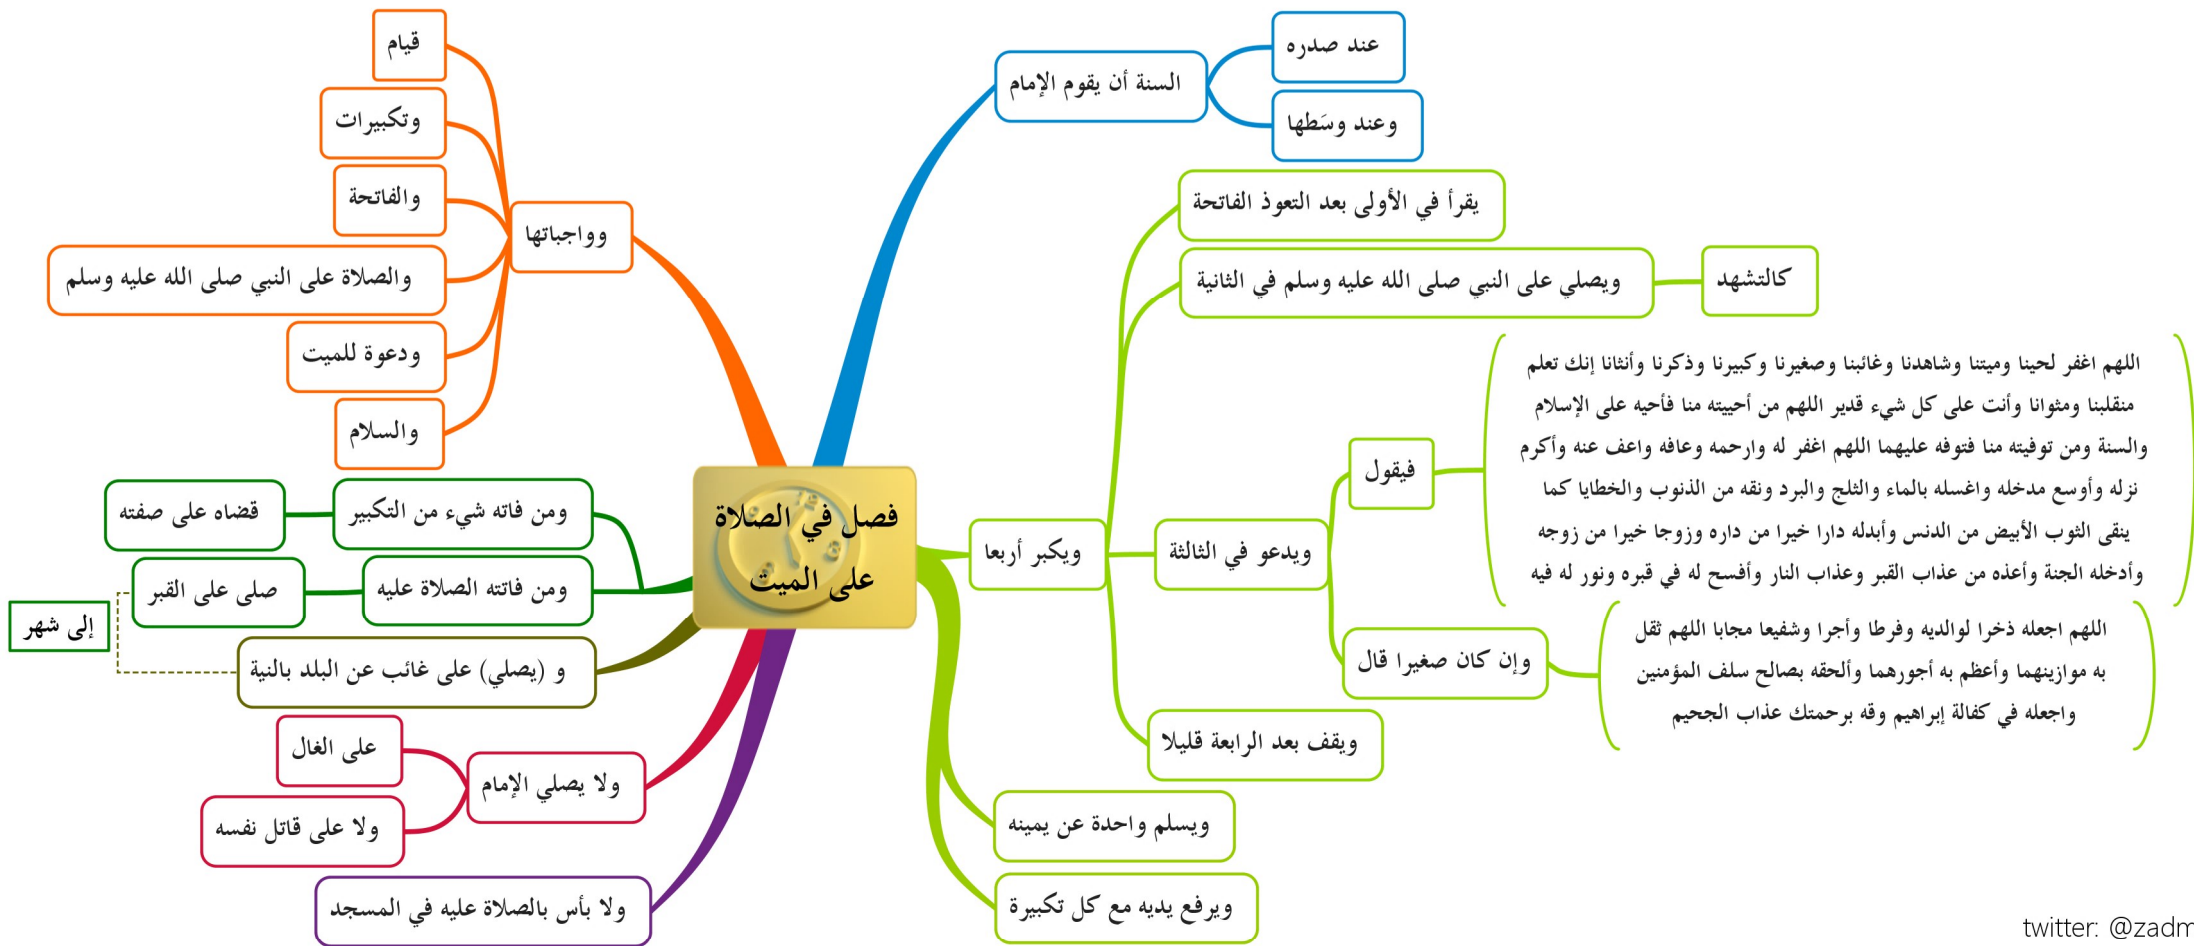 فصل في الصلاة
على الميت
السنة أن يقوم الإمام
عند صدره
وعند وسَطها
ويكبر أربعا
يقرأ في الأولى بعد التعوذ الفاتحة
ويصلي على النبي صلى الله عليه وسلم في الثانية
كالتشهد
ويدعو في الثالثة
فيقول
اللهم اغفر لحينا وميتنا وشاهدنا وغائبنا وصغيرنا وكبيرنا وذكرنا وأنثانا إنك تعلم
منقلبنا ومثوانا وأنت على كل شيء قدير اللهم من أحييته منا فأحيه على الإسلام
والسنة ومن توفيته منا فتوفه عليهما اللهم اغفر له وارحمه وعافه واعف عنه وأكرم
نزله وأوسع مدخله واغسله بالماء والثلج والبرد ونقه من الذنوب والخطايا كما
ينقى الثوب الأبيض من الدنس وأبدله دارا خيرا من داره وزوجا خيرا من زوجه
وأدخله الجنة وأعذه من عذاب القبر وعذاب النار وأفسح له في قبره ونور له فيه
وإن كان صغيرا قال
اللهم اجعله ذخرا لوالديه وفرطا وأجرا وشفيعا مجابا اللهم ثقل
به موازينهما وأعظم به أجورهما وألحقه بصالح سلف المؤمنين
واجعله في كفالة إبراهيم وقه برحمتك عذاب الجحيم
ويقف بعد الرابعة قليلا
ويسلم واحدة عن يمينه
ويرفع يديه مع كل تكبيرة
وواجباتها
قيام
وتكبيرات
والفاتحة
والصلاة على النبي صلى الله عليه وسلم
ودعوة للميت
والسلام
ومن فاته شيء من التكبير
قضاه على صفته
ومن فاتته الصلاة عليه
صلى على القبر
و (يصلي) على غائب عن البلد بالنية
إلى شهر
ولا يصلي الإمام
على الغال
ولا على قاتل نفسه
ولا بأس بالصلاة عليه في المسجد
twitter: @zadm